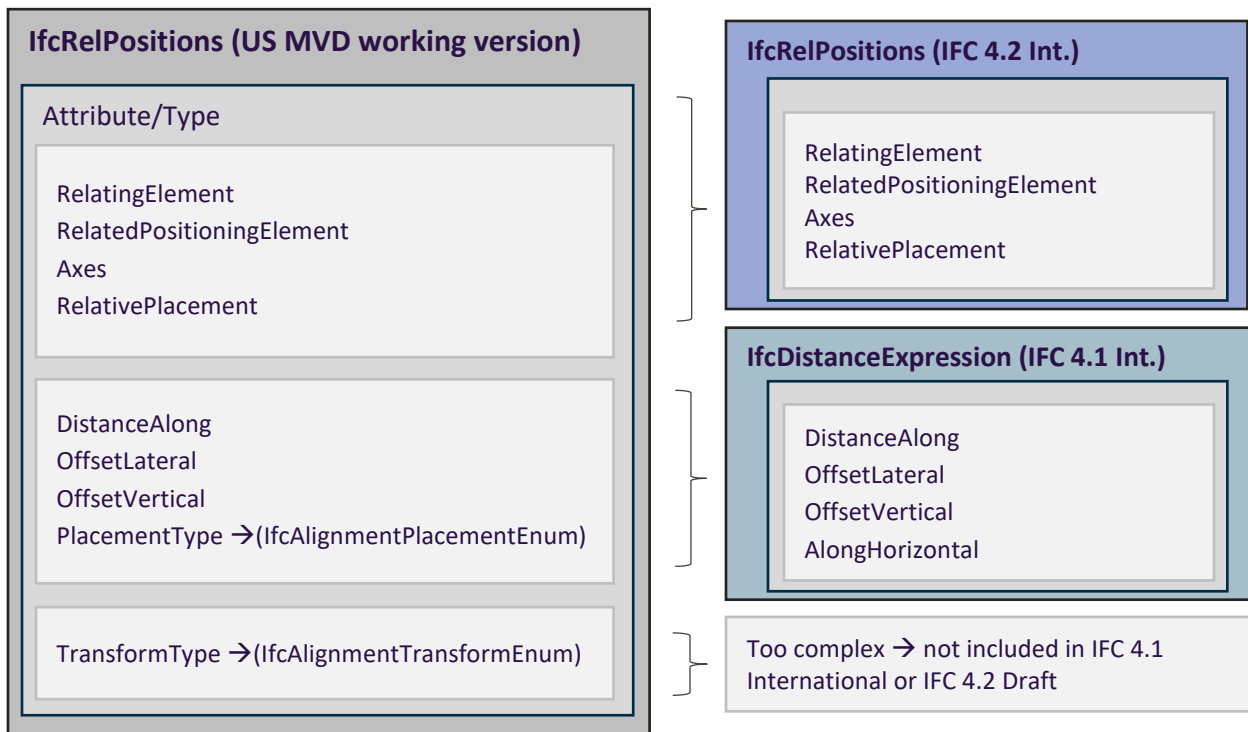 IfcRelPositions (US MVD working version)
Attribute/Type
RelatingElement
RelatedPositioningElement
Axes
RelativePlacement
DistanceAlong
OffsetLateral
OffsetVertical
PlacementType →(IfcAlignmentPlacementEnum)
TransformType →(IfcAlignmentTransformEnum)
IfcRelPositions (IFC 4.2 Int.)
RelatingElement
RelatedPositioningElement
Axes
RelativePlacement
IfcDistanceExpression (IFC 4.1 Int.)
DistanceAlong
OffsetLateral
OffsetVertical
AlongHorizontal
Too complex → not included in IFC 4.1
International or IFC 4.2 Draft